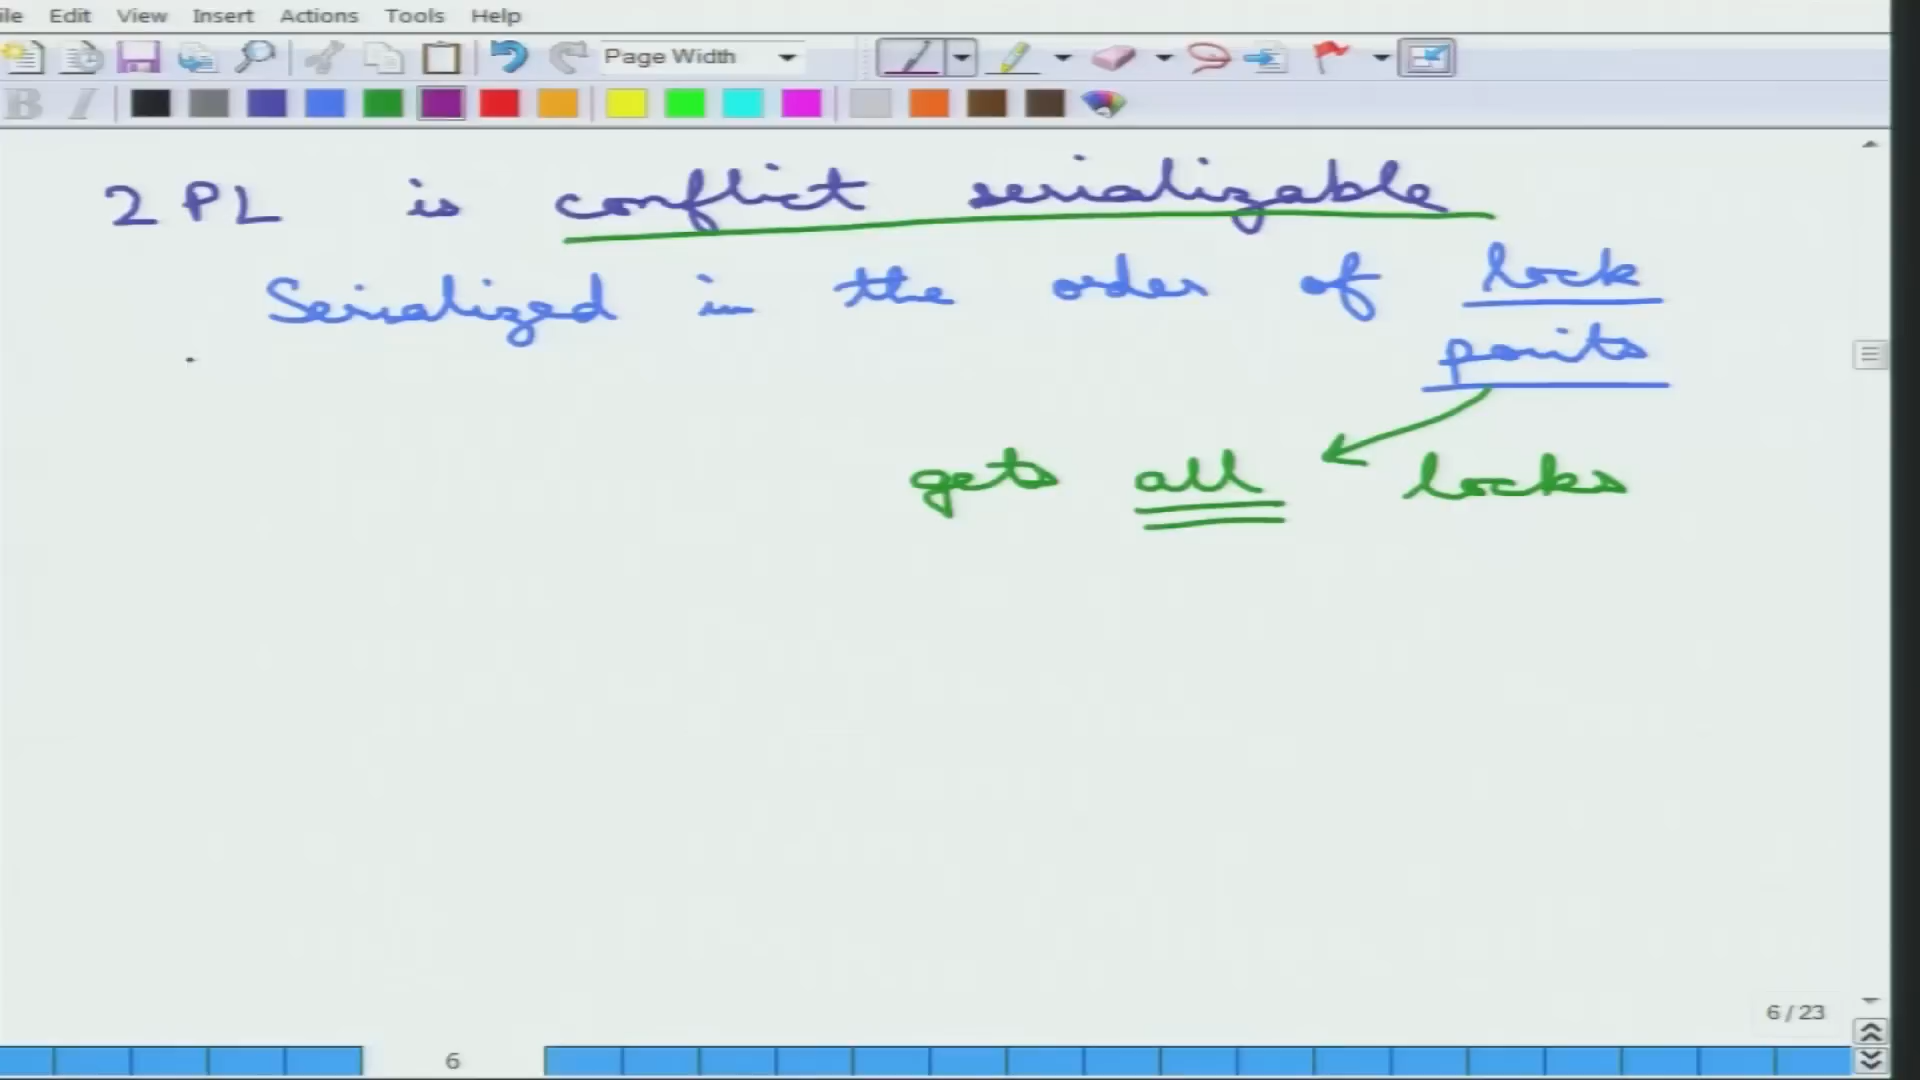 ile Edit View Insert Actions Tools Help
Page Width
B I
2PL is conflict serializable
Serialized in the order of lock
points
gets all locks
6/23
6